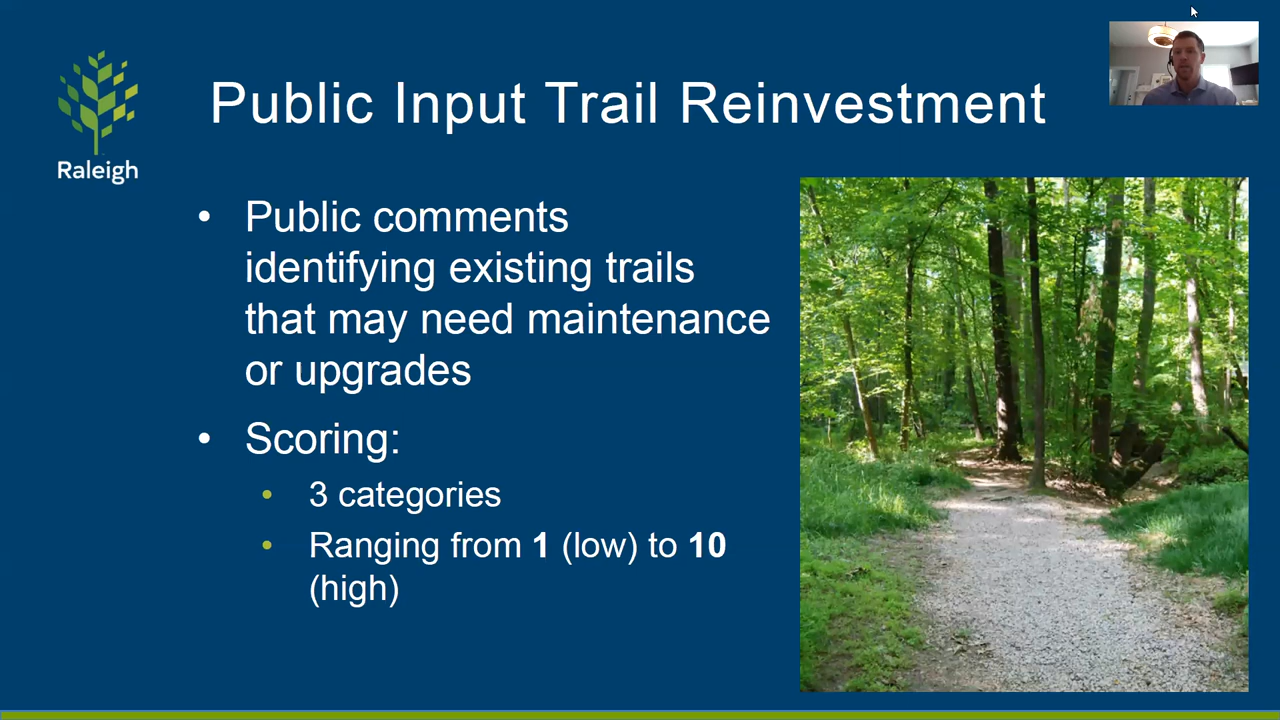 Public Input Trail Reinvestment
Raleigh
• Public comments
identifying existing trails
that may need maintenance
or upgrades
• Scoring:
• 3 categories
• Ranging from 1 (low) to 10
(high)